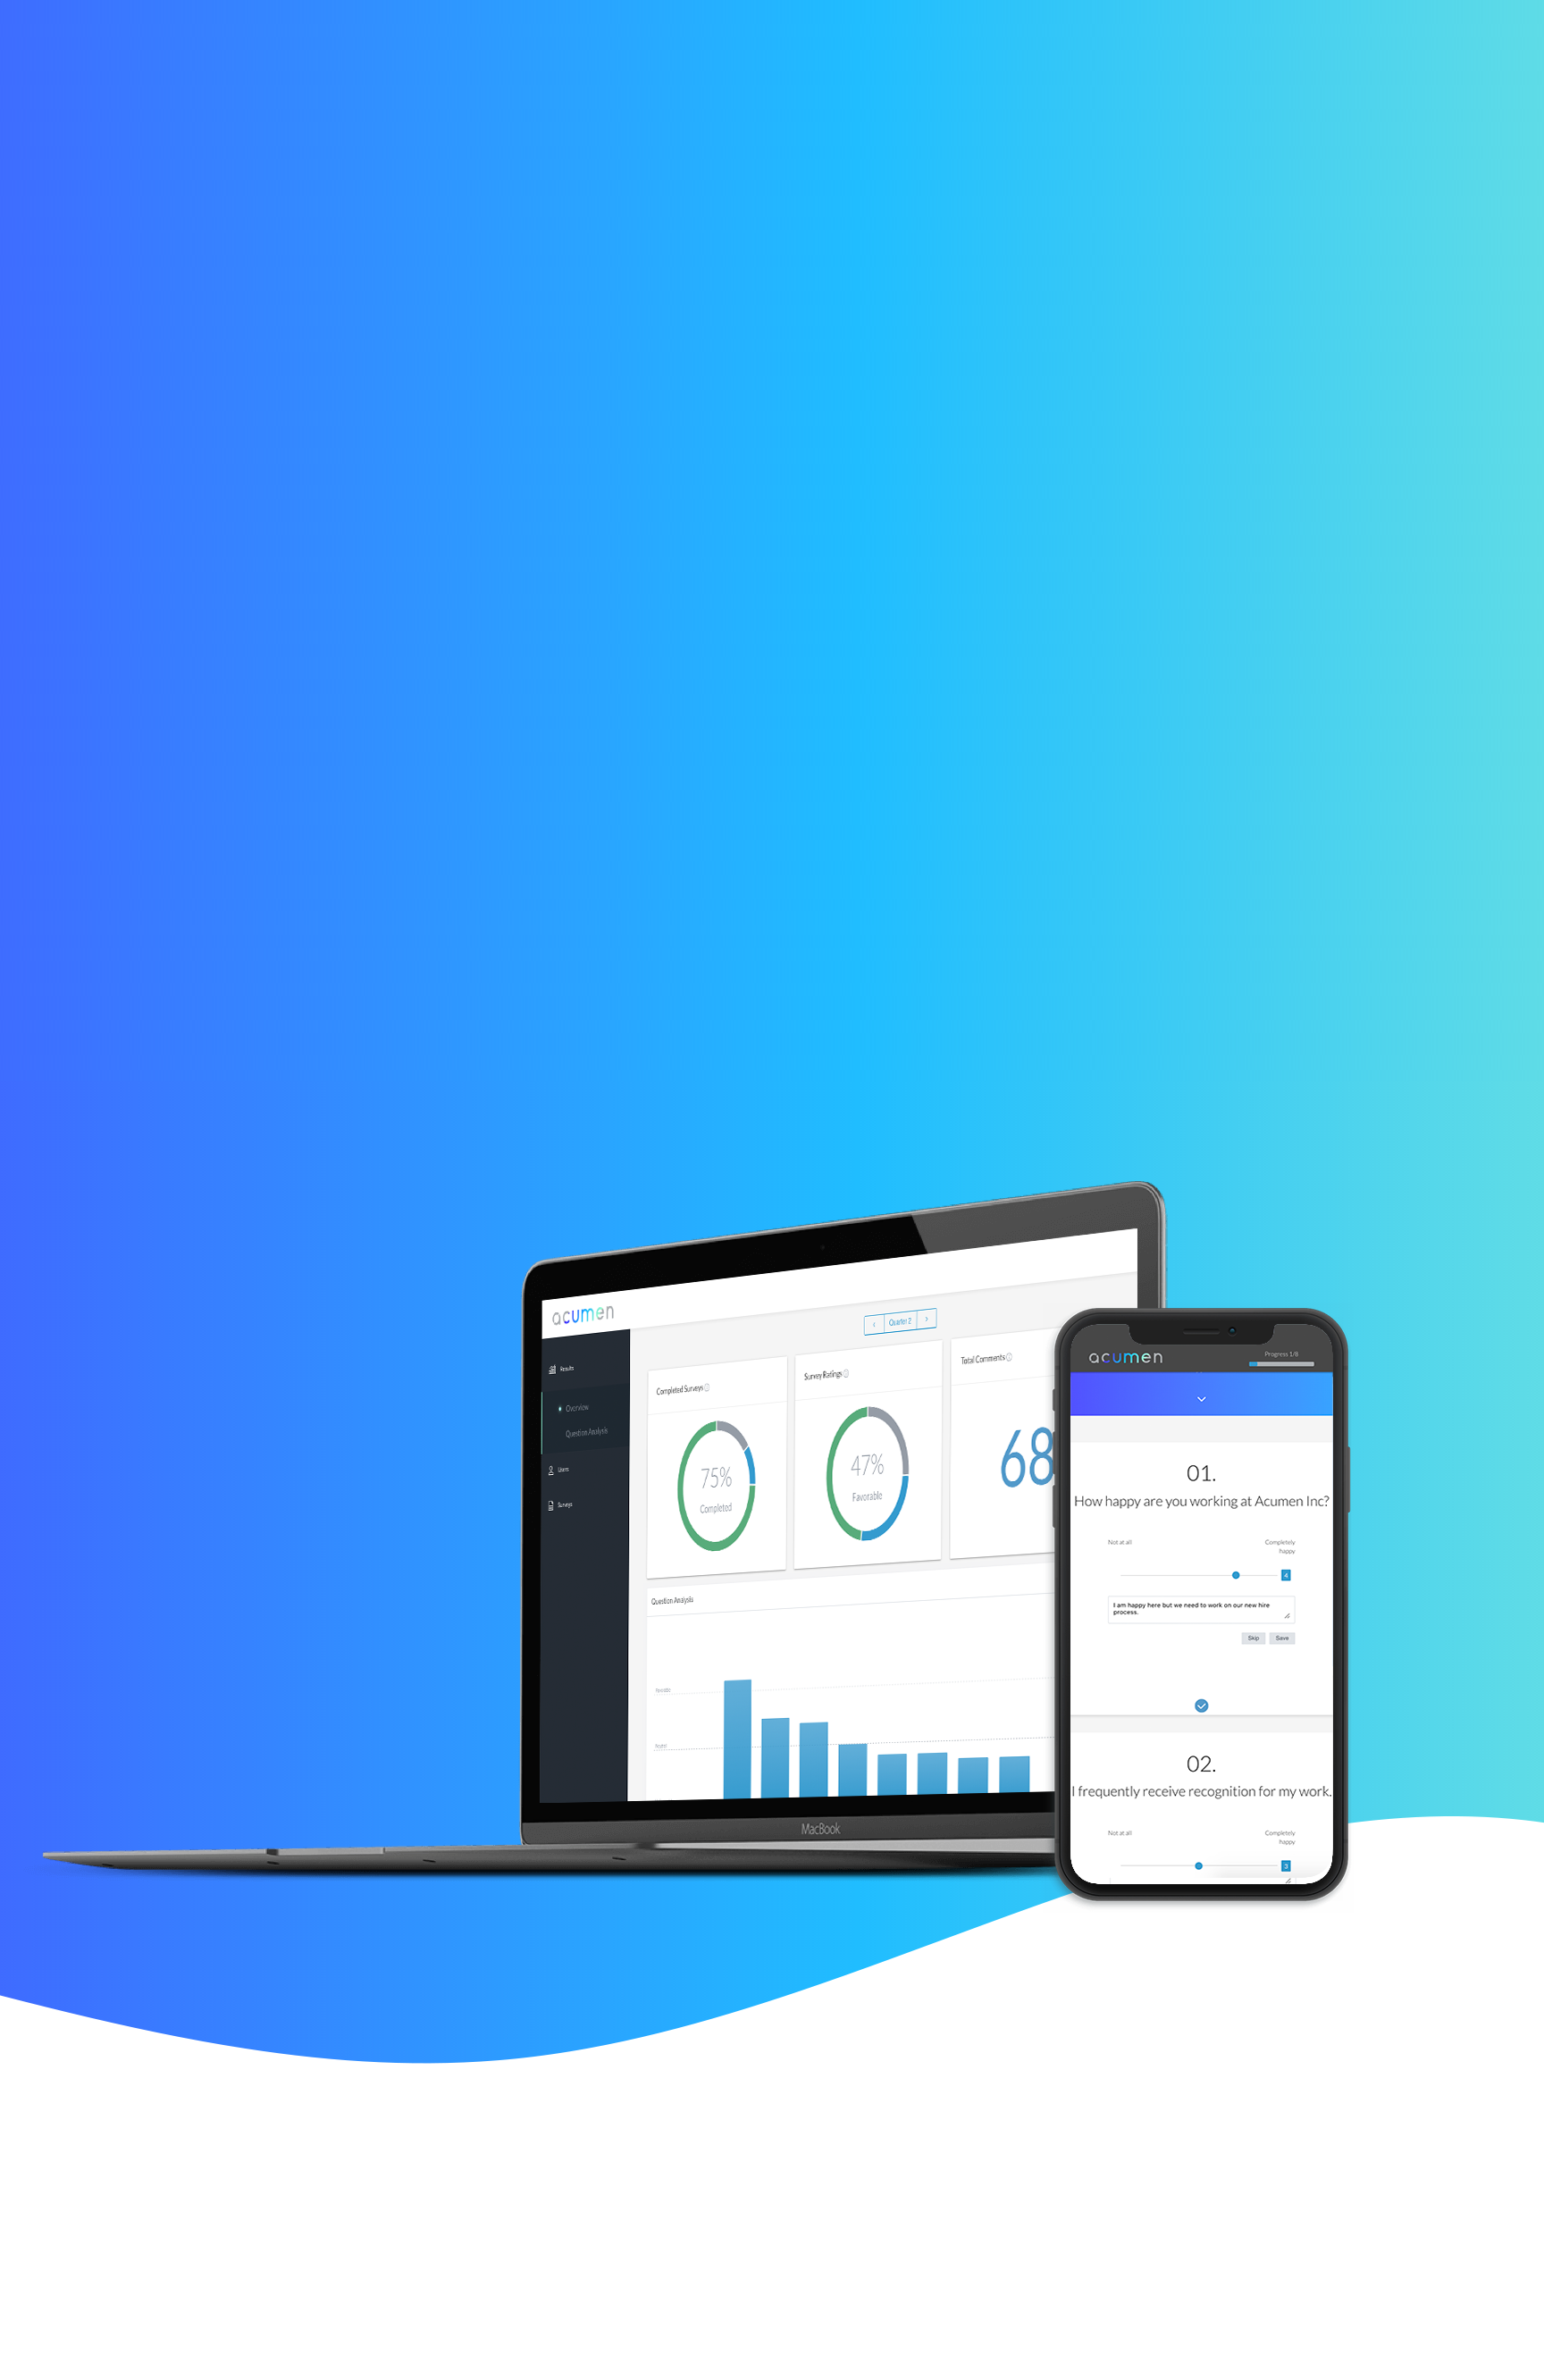 acumen
Quarter 2
Results
Overview
Question Analysis
Users
Surveys
Completed Surveys
75%
Completed
Survey Ratings
47%
Favorable
Total Comments
68
Question Analysis
MacBook
acumen
Progress 1/8
01.
How happy are you working at Acumen Inc?
Not at all
Completely
happy
4
I am happy here but we need to work on our new hire
process.
Skip
Save
02.
I frequently receive recognition for my work.
Not at all
Completely
happy
3